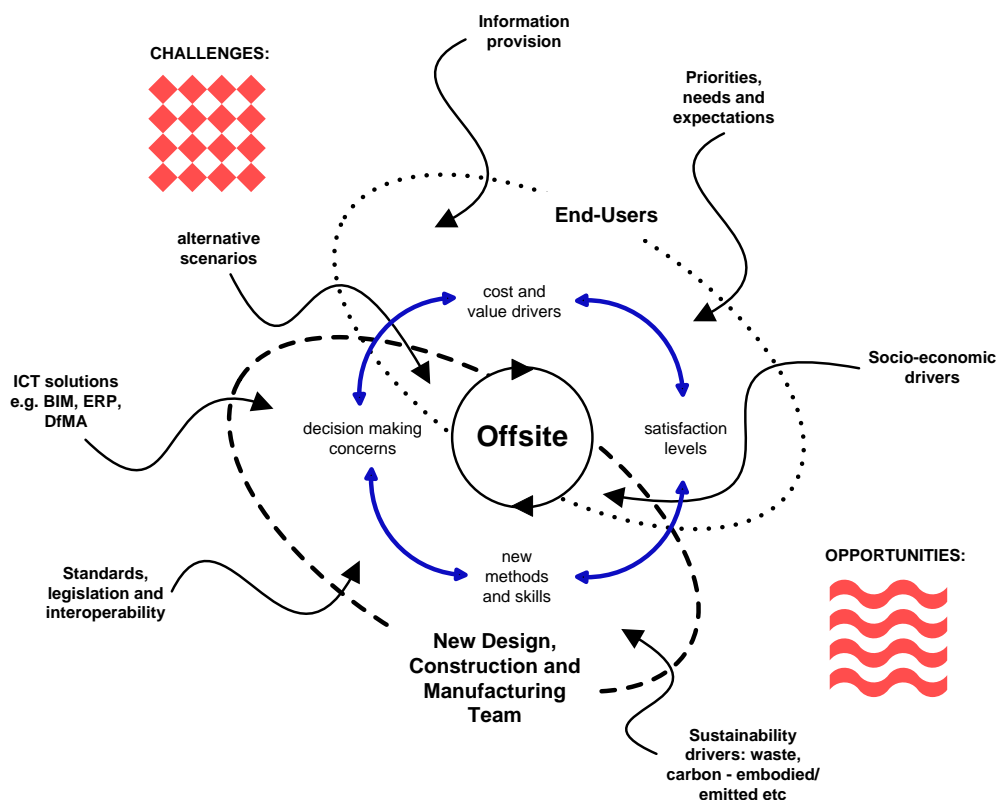 Information
provision
CHALLENGES:
Priorities,
needs and
expectations
End-Users
alternative
scenarios
cost and
value drivers
Socio-economic
drivers
ICT solutions
e.g. BIM, ERP,
DfMA
decision making
concerns
Offsite
satisfaction
levels
OPPORTUNITIES:
new
methods
and skills
Standards,
legislation and
interoperability
New Design,
Construction and
Manufacturing
Team
Sustainability
drivers: waste,
carbon - embodied/
emitted etc